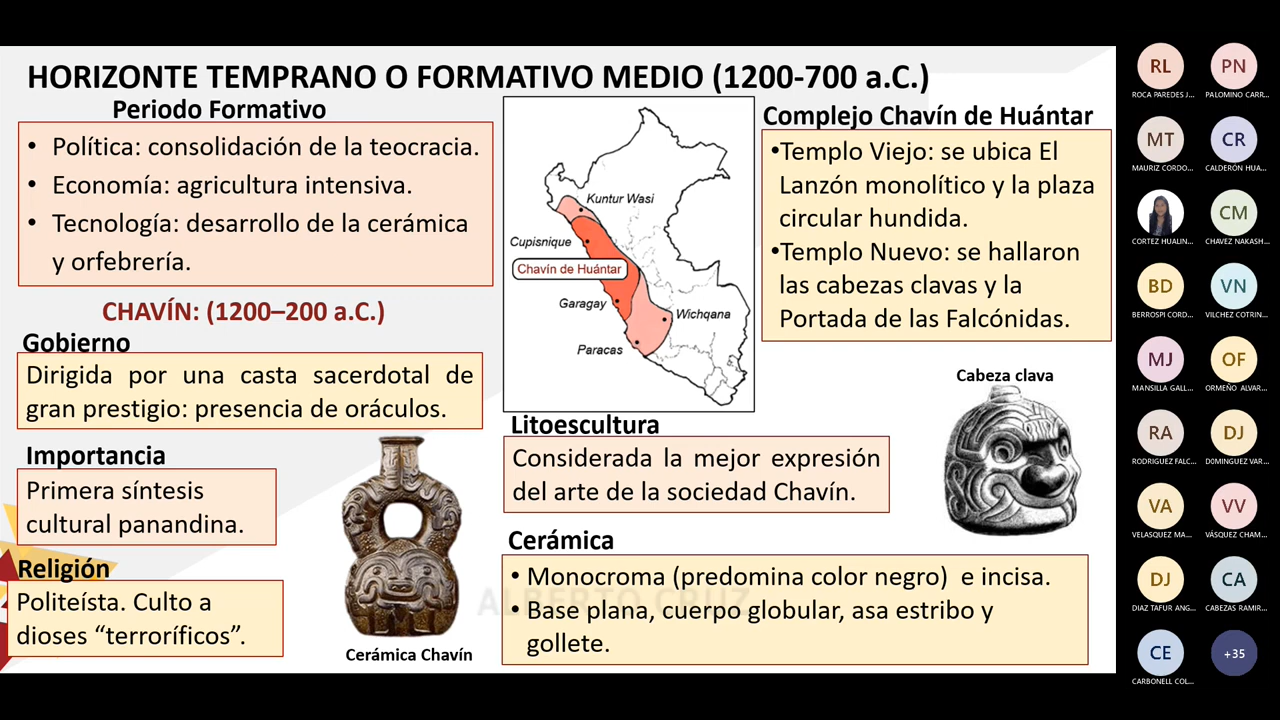 HORIZONTE TEMPRANO O FORMATIVO MEDIO (1200-700 a.C.)
Periodo Formativo
• Política: consolidación de la teocracia.
• Economía: agricultura intensiva.
• Tecnología: desarrollo de la cerámica
y orfebrería.
CHAVÍN: (1200–200 a.C.)
Gobierno
Dirigida por una casta sacerdotal de
gran prestigio: presencia de oráculos.
Importancia
Primera síntesis
cultural panandina.
Religión
Politeísta. Culto a
dioses “terroríficos”.
Cerámica Chavín
Kuntur Wasi
Cupisnique
Chavín de Huántar
Garagay
Wichqana
Paracas
Complejo Chavín de Huántar
•Templo Viejo: se ubica El
Lanzón monolítico y la plaza
circular hundida.
•Templo Nuevo: se hallaron
las cabezas clavas y la
Portada de las Falcónidas.
Cabeza clava
Litoescultura
Considerada la mejor expresión
del arte de la sociedad Chavín.
Cerámica
• Monocroma (predomina color negro) e incisa.
• Base plana, cuerpo globular, asa estribo y
gollete.
ALBERTO CRUZ
RL
ROCA PAREDES J...
PN
PALOMINO CARR...
MT
MAURIZ CORDO...
CR
CALDERÓN HUA...
CORTEZ HUALIN...
CM
CHAVEZ NAKASH...
BD
BERROSPI CORD...
VN
VILCHEZ COTRIN...
MJ
MANSILLA GALL...
OF
ORMEÑO ALVAR...
RA
RODRIGUEZ FALC...
DJ
DOMINGUEZ VAR...
VA
VELASQUEZ MA...
VV
VÁSQUEZ CHAM...
DJ
DIAZ TAFUR ANG...
CA
CABEZAS RAMIR...
CE
CARBONELL COL...
+35